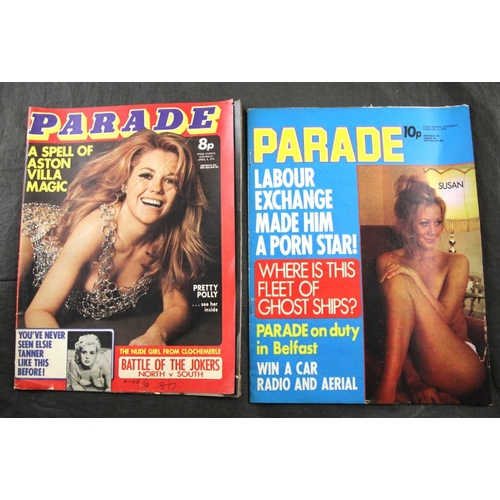 PARADE
8p
A SPELL OF
ASTON
VILLA
MAGIC
PRETTY
POLLY
... see her
inside
YOU'VE NEVER
SEEN ELSIE
TANNER
LIKE THIS
BEFORE!
THE NUDE GIRL FROM CLOCHEMERLE
BATTLE OF THE JOKERS
NORTH v SOUTH
PARADE
10p
LABOUR
EXCHANGE
MADE HIM
A PORN STAR!
SUSAN
WHERE IS THIS
FLEET OF
GHOST SHIPS?
PARADE on duty
in Belfast
WIN A CAR
RADIO AND AERIAL